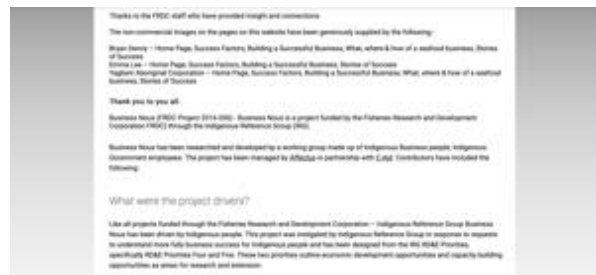 Thanks to the FRDC staff who have provided insight and connections.
The non-commercial images on the pages on this website have been generously supplied by the following:-
Bryan Denny – Home Page, Success Factors, Building a Successful Business, What, where & how of a seafood business, Stories
of Success
Emma Lee – Home Page, Success Factors, Building a Successful Business, Stories of Success
Aboriginal Corporation – Home Page, Success Factors, Building a Successful Business, What, where & how of a seafood
business, Stories of Success
Thank you to you all.
Business Nous (FRDC Project) - Business Nous is a project funded by the Fisheries Research and Development
Corporation FRDC) through the Indigenous Reference Group (IRG).
Business Nous has been researched and developed by a working group made up of Indigenous Business people, Indigenous
Government employees. The project has been managed by Affectus in partnership with . Contributors have included the
following:
What were the project drivers?
Like all projects funded through the Fisheries Research and Development Corporation – Indigenous Reference Group Business
Nous has been driven by Indigenous people. This project was instigated by Indigenous Reference Group in response to requests
to understand more fully business success for Indigenous people and has been designed from the IRG RD&E Priorities,
specifically RD&E Priorities Four and Five. These two priorities outline economic development opportunities and capacity building
opportunities as areas for research and extension.